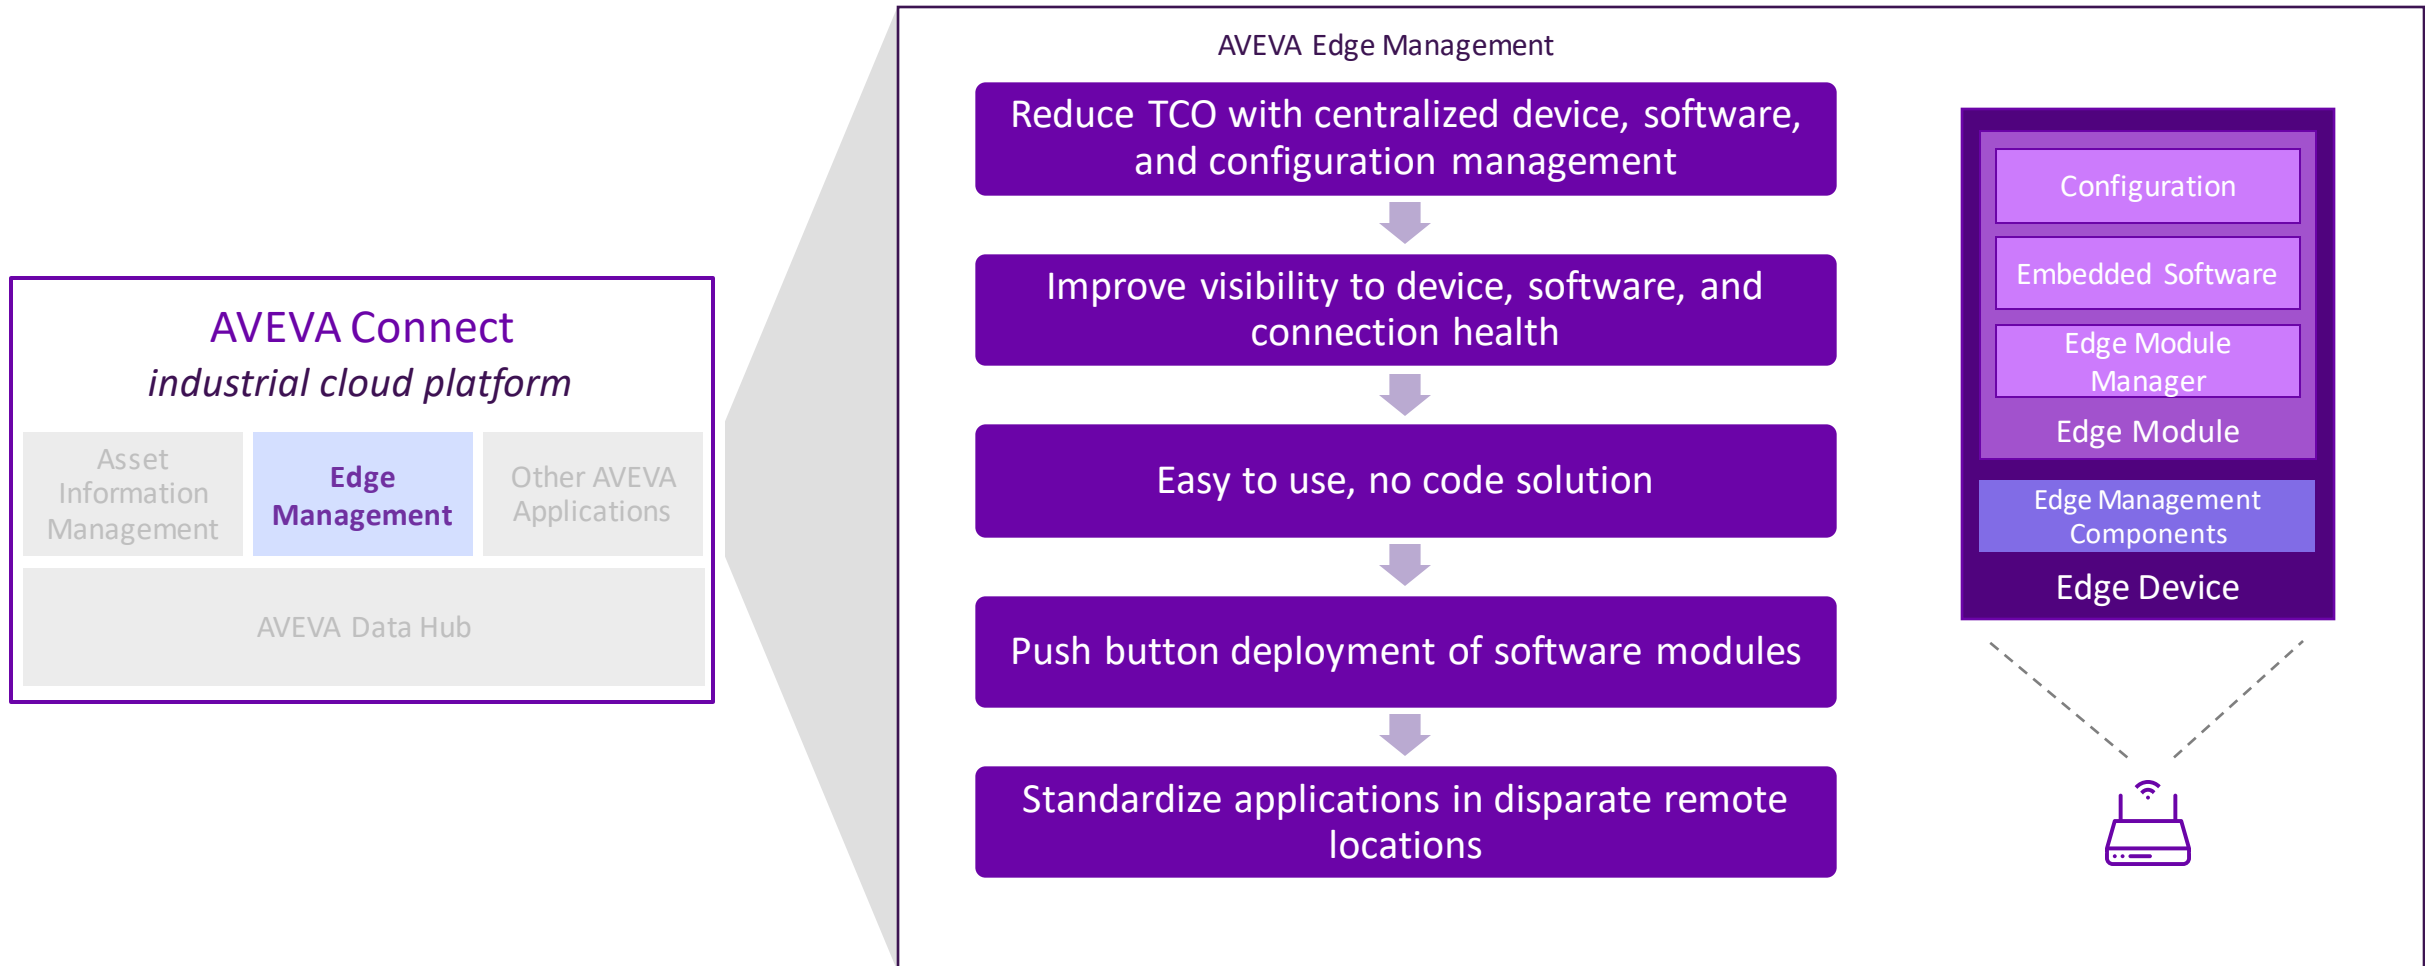 AVEVA Connect
industrial cloud platform
Asset
Information
Management
Edge
Management
Other AVEVA
Applications
AVEVA Data Hub
AVEVA Edge Management
Reduce TCO with centralized device, software,
and configuration management
Improve visibility to device, software, and
connection health
Easy to use, no code solution
Push button deployment of software modules
Standardize applications in disparate remote
locations
Configuration
Embedded Software
Edge Module
Manager
Edge Module
Edge Management
Components
Edge Device